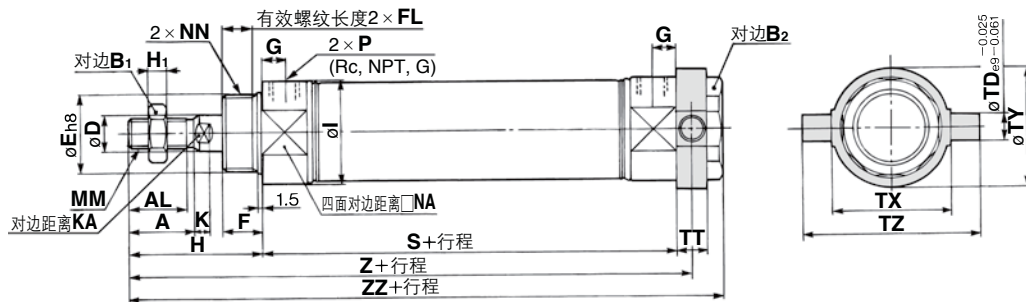 有效螺纹长度2×FL
2×NN
G
2×P
(Rc, NPT, G)
G
对边B2
对边B1
H1
øEh8
øD
øI
øTDe9 -0.025 -0.061
øTY
MM
AL
K
F
1.5
四面对边距离□NA
对边距离KA
A
H
S+行程
TT
Z+行程
ZZ+行程
TX
TZ